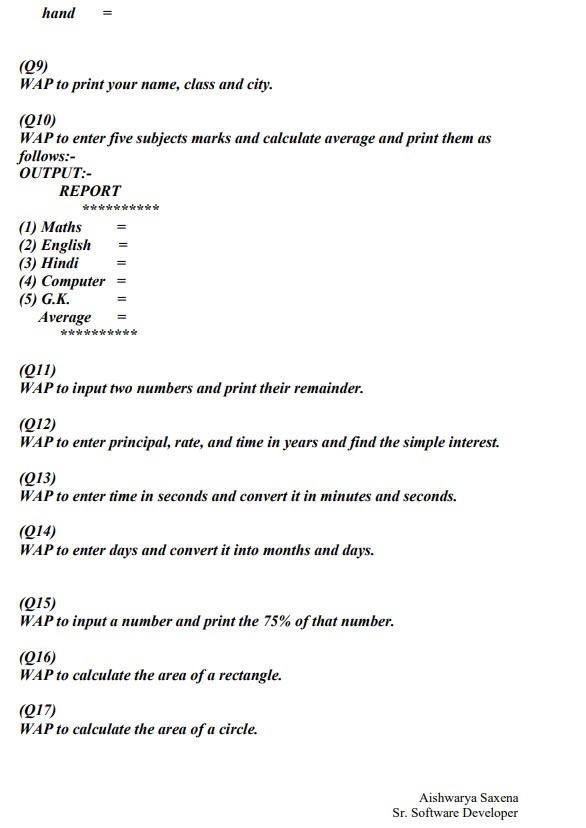 hand =
(Q9)
WAP to print your name, class and city.
(Q10)
WAP to enter five subjects marks and calculate average and print them as
follows:-
OUTPUT:-
REPORT
**********
(1) Maths =
(2) English =
(3) Hindi =
(4) Computer =
(5) G.K. =
Average =
**********
(Q11)
WAP to input two numbers and print their remainder.
(Q12)
WAP to enter principal, rate, and time in years and find the simple interest.
(Q13)
WAP to enter time in seconds and convert it in minutes and seconds.
(Q14)
WAP to enter days and convert it into months and days.
(Q15)
WAP to input a number and print the 75% of that number.
(Q16)
WAP to calculate the area of a rectangle.
(Q17)
WAP to calculate the area of a circle.
Aishwarya Saxena
Sr. Software Developer